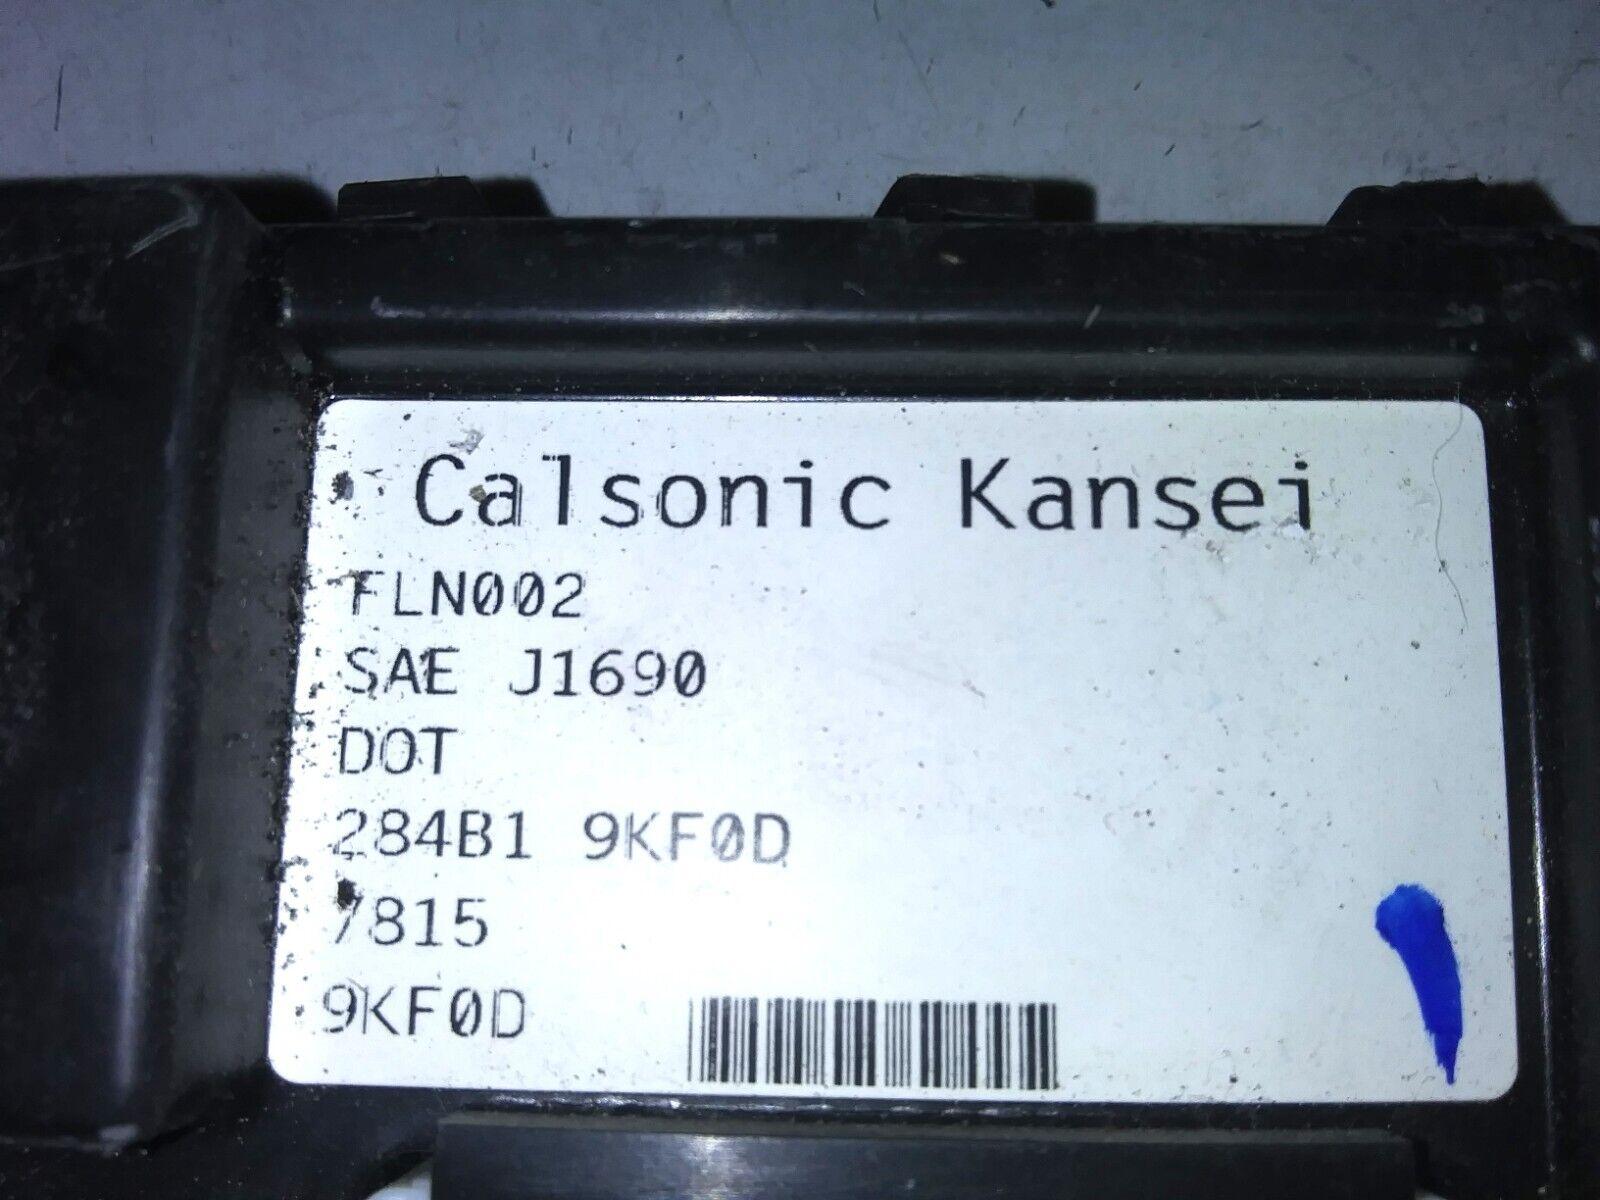 Calsonic Kansei
FLN002
SAE J1690
DOT
284B1 9KF0D
7815
9KF0D